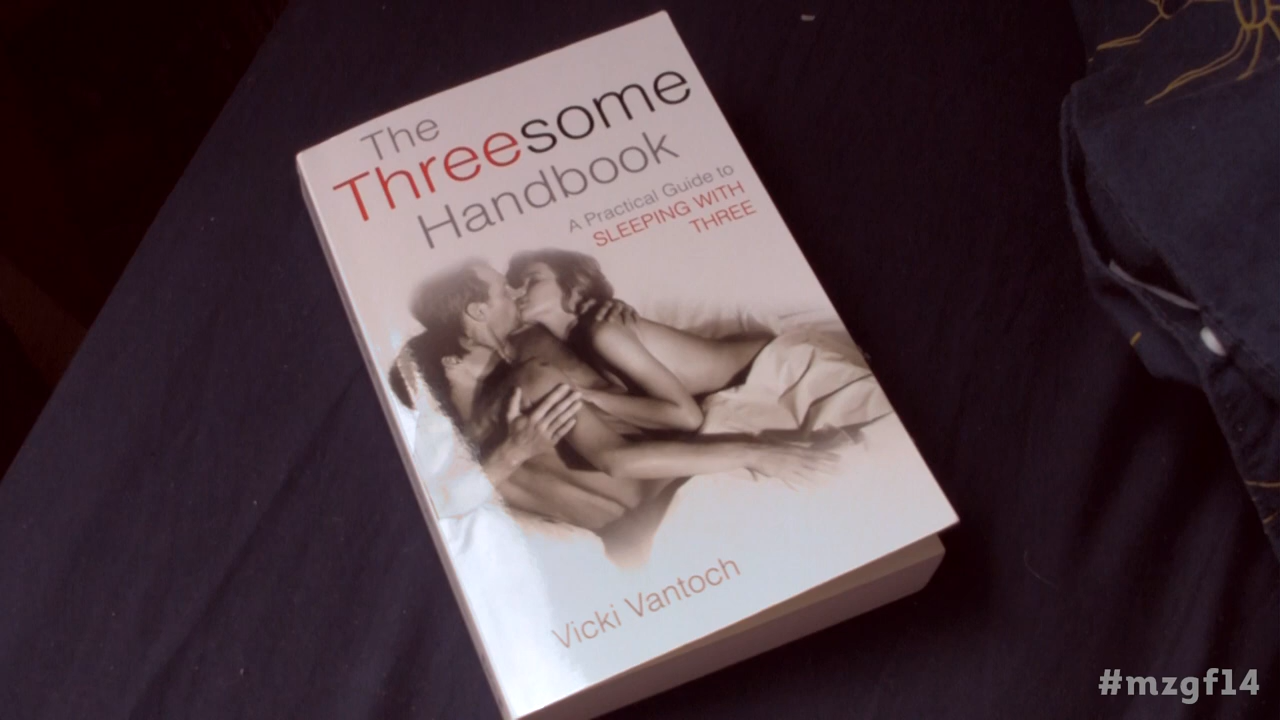 The
Threesome
Handbook
A Practical Guide to
SLEEPING WITH
THREE
Vicki Vantoch
#mzgf14